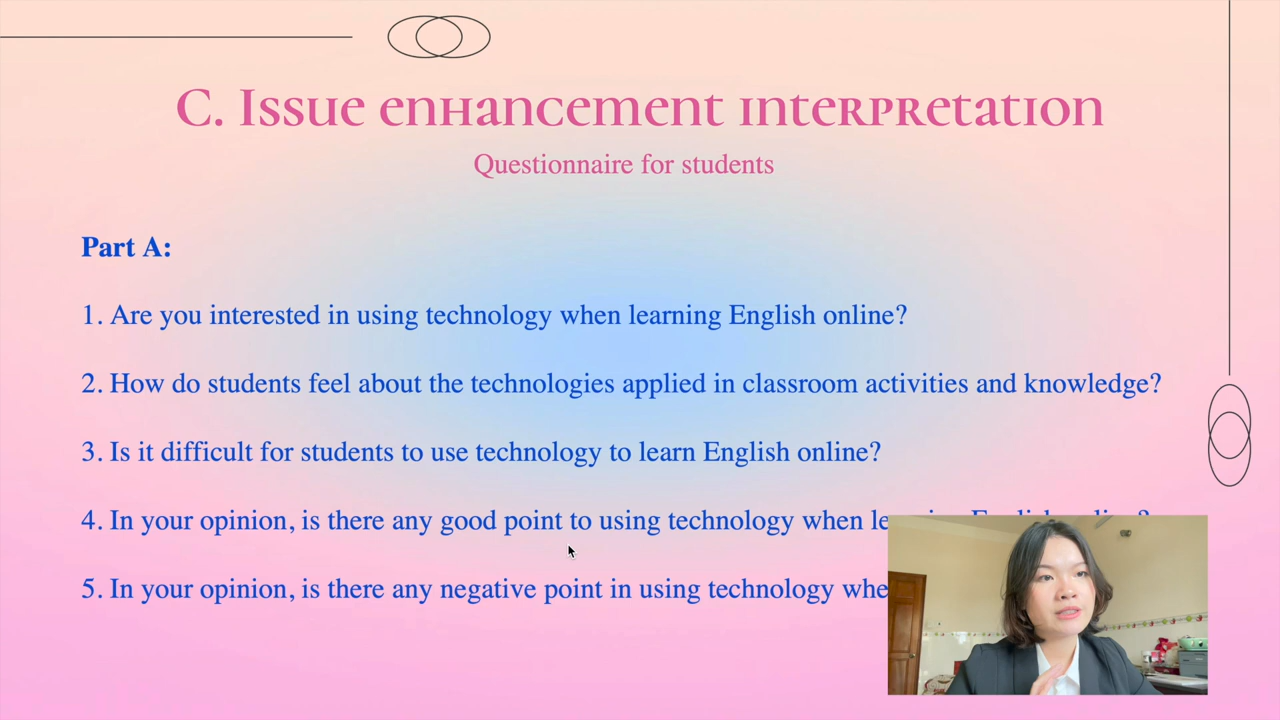 C. Issue enhancement interpretation
Questionnaire for students
Part A:
1. Are you interested in using technology when learning English online?
2. How do students feel about the technologies applied in classroom activities and knowledge?
3. Is it difficult for students to use technology to learn English online?
4. In your opinion, is there any good point to using technology when
5. In your opinion, is there any negative point in using technology